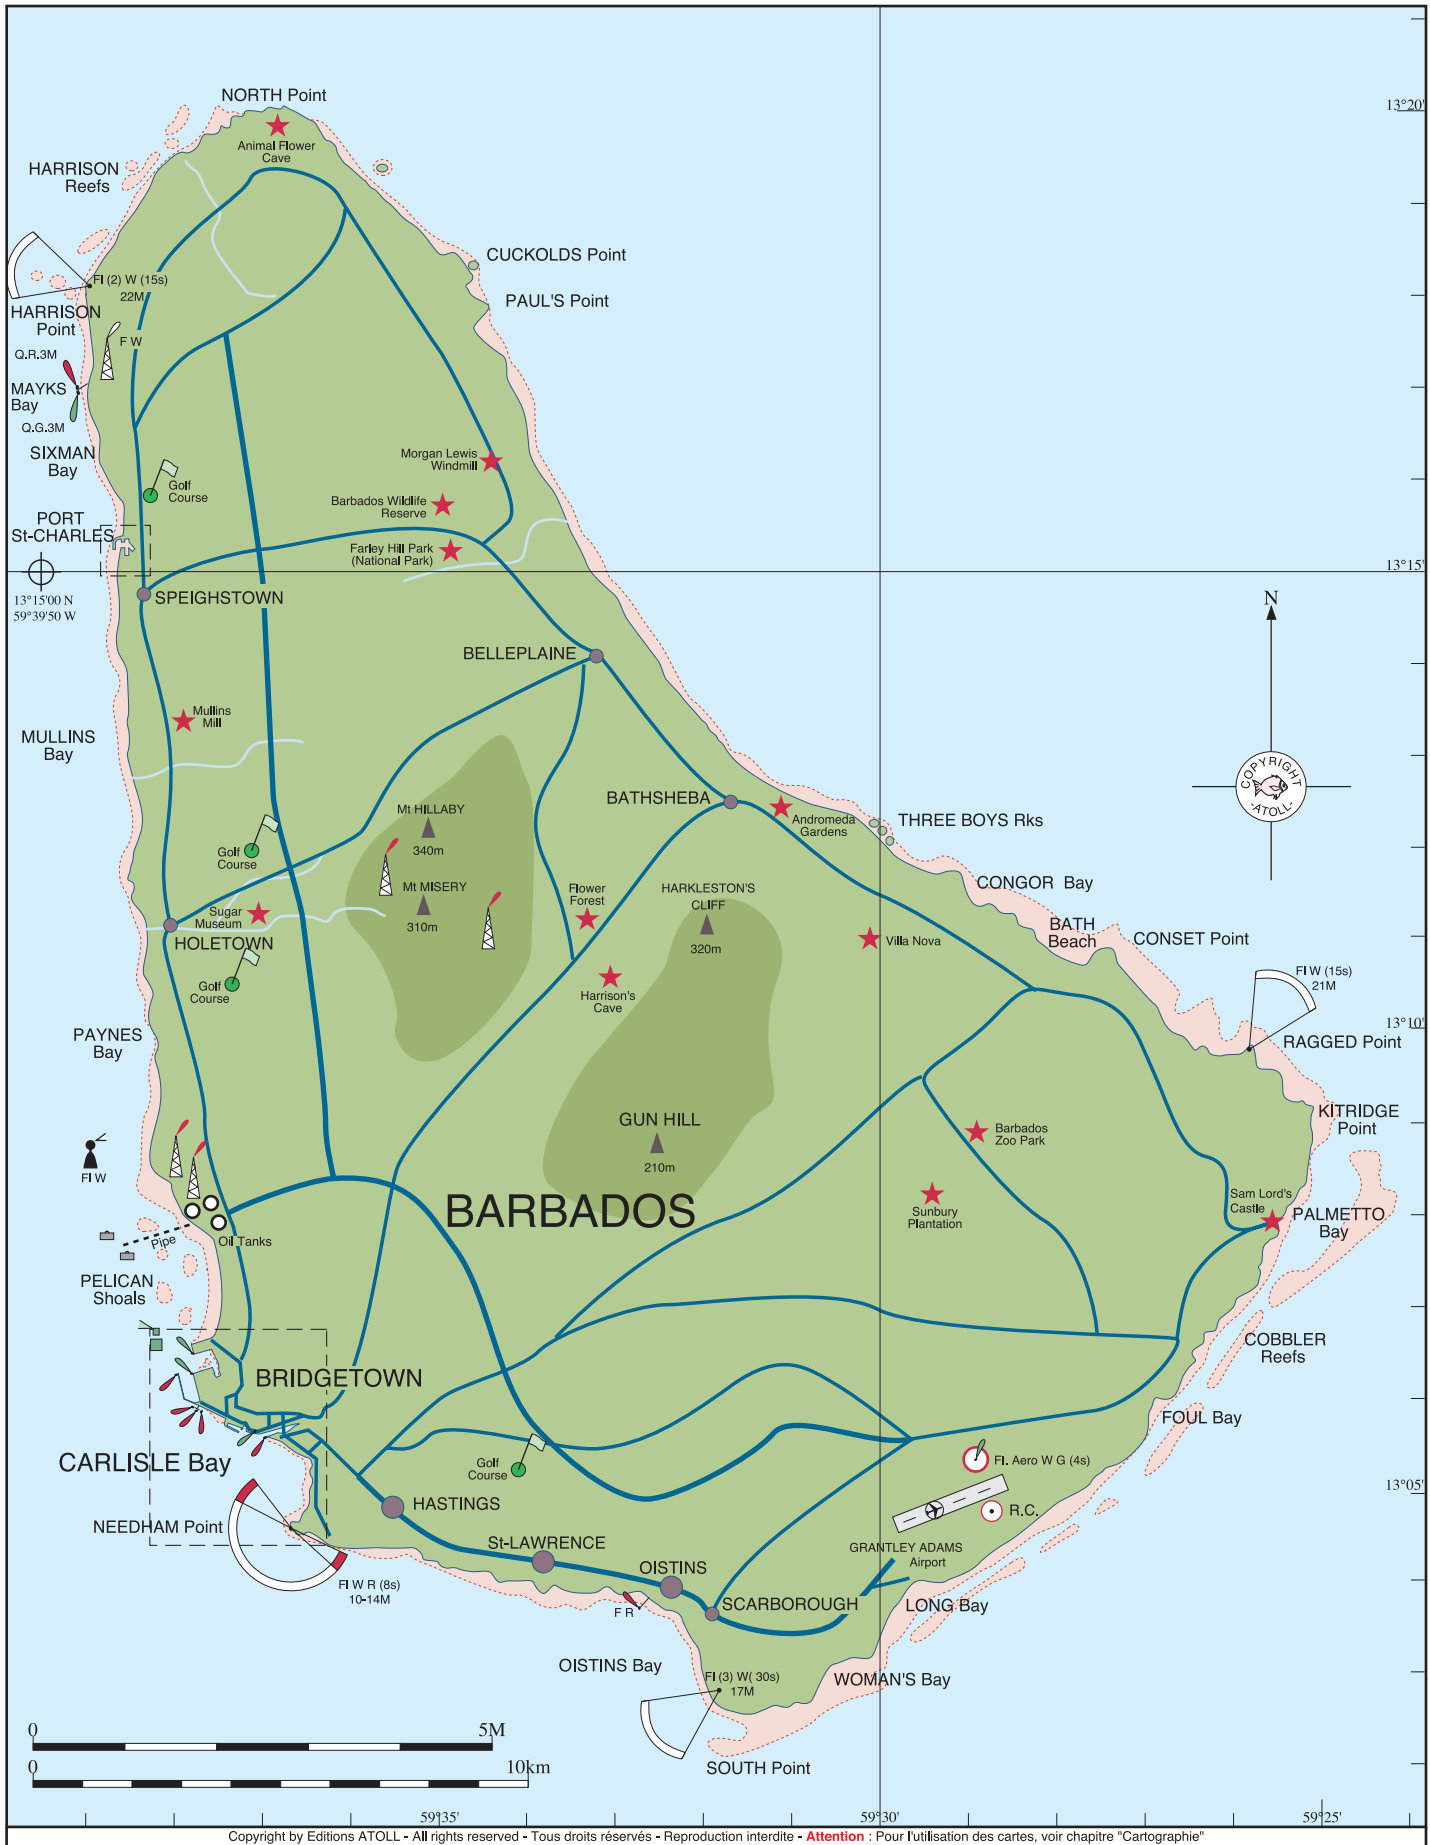 NORTH Point
13°20'
Animal Flower
Cave
HARRISON
Reefs
CUCKOLDS Point
Fl (2) W (15s)
22M
PAUL'S Point
HARRISON
Point
F W
Q.R.3M
MAYKS
Bay
Q.G.3M
SIXMAN
Bay
Morgan Lewis
Windmill
Golf
Course
Barbados Wildlife
Reserve
PORT
St-CHARLES
Farley Hill Park
(National Park)
13°15'
13°15'00 N
59°39'50 W
SPEIGHSTOWN
N
BELLEPLAINE
Mullins
Mill
MULLINS
Bay
COPYRIGHT
-ATOLL-
BATHSHEBA
Mt HILLABY
340m
Andromeda
Gardens
THREE BOYS Rks
Golf
Course
CONGOR Bay
Mt MISERY
310m
Flower
Forest
HARKLESTON'S
CLIFF
320m
Sugar
Museum
HOLETOWN
BATH
Beach
CONSET Point
Villa Nova
Fl W (15s)
21M
Golf
Course
Harrison's
Cave
13°10'
PAYNES
Bay
RAGGED Point
KITRIDGE
Point
GUN HILL
210m
Barbados
Zoo Park
Fl W
BARBADOS
Sam Lord's
Castle
Sunbury
Plantation
PALMETTO
Bay
Pipe
Oil Tanks
PELICAN
Shoals
COBBLER
Reefs
BRIDGETOWN
FOUL Bay
CARLISLE Bay
Golf
Course
Fl. Aero W G (4s)
13°05'
HASTINGS
R.C.
NEEDHAM Point
St-LAWRENCE
GRANTLEY ADAMS
Airport
OISTINS
Fl W R (8s)
10-14M
F R
SCARBOROUGH
LONG Bay
OISTINS Bay
Fl (3) W( 30s)
17M
WOMAN'S Bay
0 5M
0 10km
SOUTH Point
59°35' 59°30' 59°25'
Copyright by Editions ATOLL - All rights reserved - Tous droits réservés - Reproduction interdite - Attention : Pour l'utilisation des cartes, voir chapitre "Cartographie"